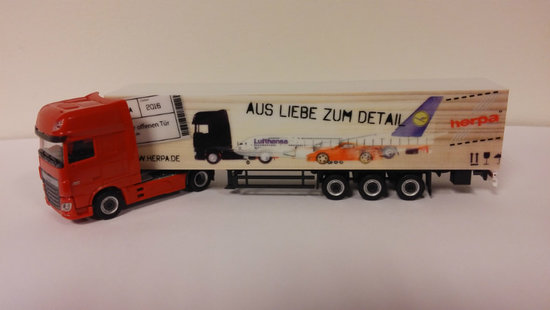 2016
offenen Tür
W.HERPA.DE
AUS LIEBE ZUM DETAIL
Lufthansa
herpa